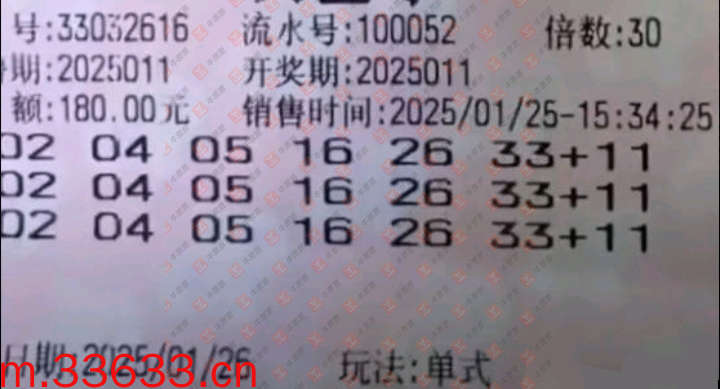 号:33032616 流水号:100052 倍数:30
期:2025011 开奖期:2025011
额:180.00元 销售时间:2025/01/25-15:34:25
02 04 05 16 26 33+11
02 04 05 16 26 33+11
02 04 05 16 26 33+11
日期:2025/01/26 玩法:单式
m.33633.cn